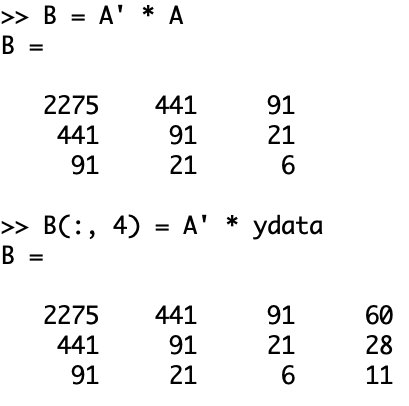 >> B = A' * A
B =
2275 441 91
441 91 21
91 21 6
>> B(:, 4) = A' * ydata
B =
2275 441 91 60
441 91 21 28
91 21 6 11